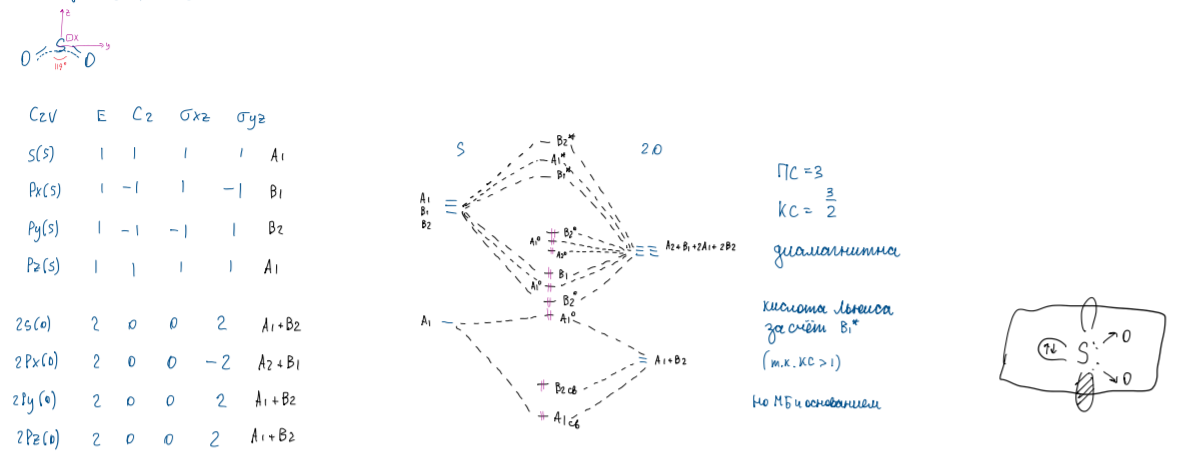 z
x
S
y
O
O
119°
C2v E C2 σxz σyz
S(s) 1 1 1 1 A1
Px(s) 1 -1 1 -1 B1
Py(s) 1 -1 -1 1 B2
Pz(s) 1 1 1 1 A1
2s(o) 2 0 0 2 A1+B2
2Px(o) 2 0 0 -2 A2+B1
2Py(o) 2 0 0 2 A1+B2
2Pz(o) 2 0 0 2 A1+B2
S
2O
B2*
A1*
B1*
A1
B1
B2
B2°
A1°
A2°
A2+B1+2A1+2B2
B1
A1°
B2°
A1
A1°
A1+B2
B2 св
A1 св
ПС = 3
КС = 3/2
диамагнитна
кислота Льюиса
за счёт B1*
(т.к. КС > 1)
но МБ и основанием
↑↓ S: O
O